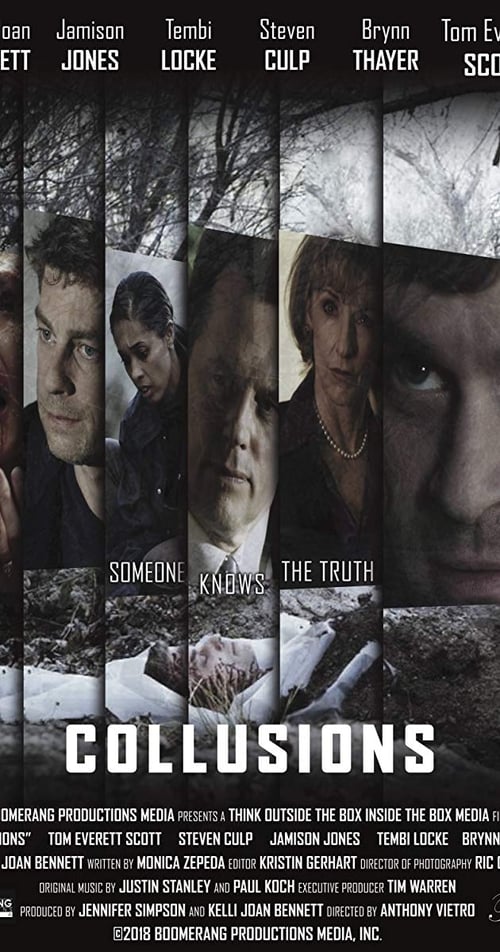 Jamison Tembi Steven Brynn Tom
JONES LOCKE CULP THAYER
SOMEONE KNOWS THE TRUTH
COLLUSIONS
PRODUCTIONS MEDIA PRESENTS A THINK OUTSIDE THE BOX INSIDE THE BOX MEDIA
TOM EVERETT SCOTT STEVEN CULP JAMISON JONES TEMBI LOCKE BRYNN
JOAN BENNETT WRITTEN BY MONICA ZEPEDA EDITOR KRISTIN GERHART DIRECTOR OF PHOTOGRAPHY RIC
ORIGINAL MUSIC BY JUSTIN STANLEY AND PAUL KOCH EXECUTIVE PRODUCER TIM WARREN
PRODUCED BY JENNIFER SIMPSON AND KELLI JOAN BENNETT DIRECTED BY ANTHONY VIETRO
©2018 BOOMERANG PRODUCTIONS MEDIA, INC.